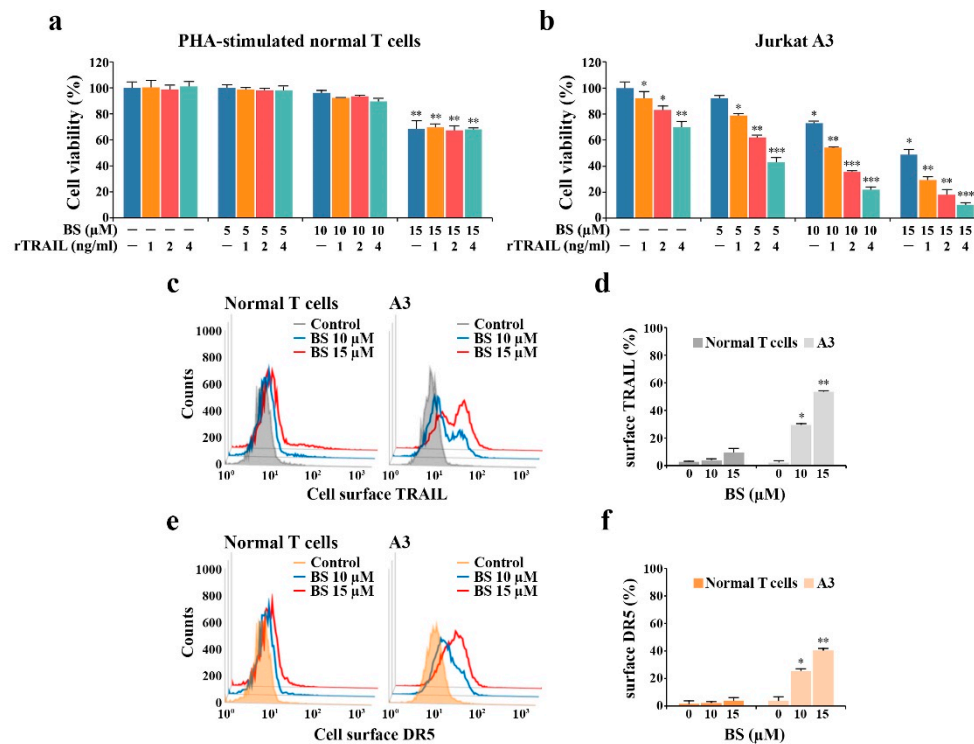 a
PHA-stimulated normal T cells
Cell viability (%)
120
100
80
60
40
20
0
** ** ** **
BS (µM) — — — — 5 5 5 5 10 10 10 10 15 15 15 15
rTRAIL (ng/ml) — 1 2 4 — 1 2 4 — 1 2 4 — 1 2 4
b
Jurkat A3
Cell viability (%)
120
100
80
60
40
20
0
* * ** * ** *** * ** *** *** * ** ** ***
BS (µM) — — — — 5 5 5 5 10 10 10 10 15 15 15 15
rTRAIL (ng/ml) — 1 2 4 — 1 2 4 — 1 2 4 — 1 2 4
c
Normal T cells
Control
BS 10 µM
BS 15 µM
A3
Control
BS 10 µM
BS 15 µM
Counts
1000
800
600
400
200
0
10⁰ 10¹ 10² 10³
10⁰ 10¹ 10² 10³
Cell surface TRAIL
d
surface TRAIL (%)
100
80
60
40
20
0
Normal T cells A3
* **
0 10 15 0 10 15
BS (µM)
e
Normal T cells
Control
BS 10 µM
BS 15 µM
A3
Control
BS 10 µM
BS 15 µM
Counts
1000
800
600
400
200
0
10⁰ 10¹ 10² 10³
10⁰ 10¹ 10² 10³
Cell surface DR5
f
surface DR5 (%)
100
80
60
40
20
0
Normal T cells A3
* **
0 10 15 0 10 15
BS (µM)